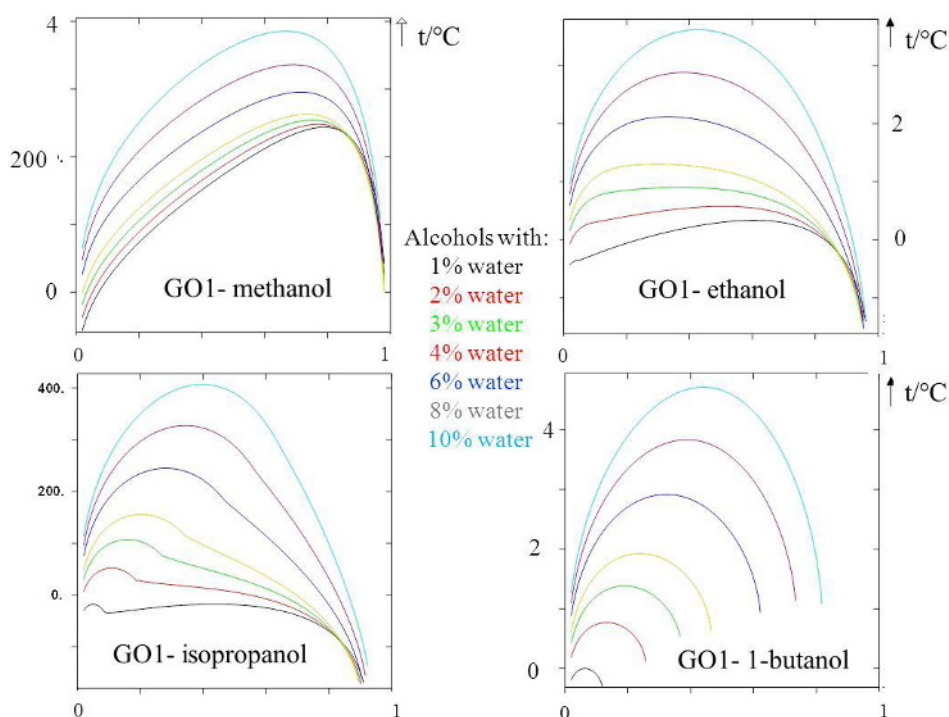 4
↑ t/°C
200
0
GO1- methanol
0
1
↑ t/°C
2
0
GO1- ethanol
0
1
Alcohols with:
1% water
2% water
3% water
4% water
6% water
8% water
10% water
400.
200.
0.
GO1- isopropanol
0
1
↑ t/°C
4
2
0
GO1- 1-butanol
0
1